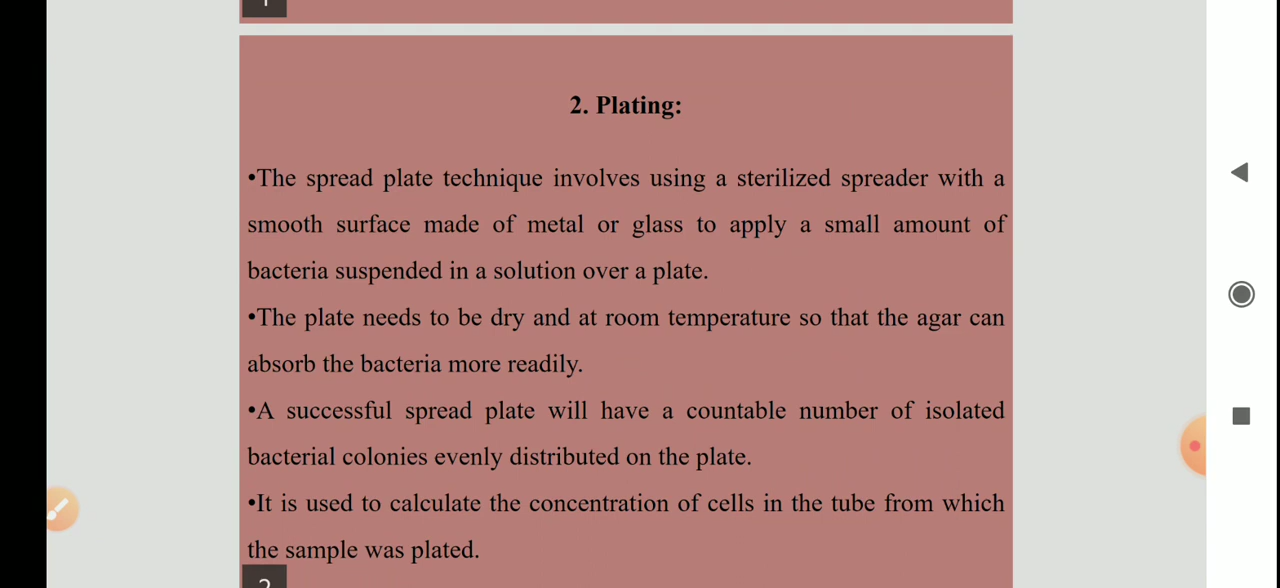 2. Plating:
•The spread plate technique involves using a sterilized spreader with a
smooth surface made of metal or glass to apply a small amount of
bacteria suspended in a solution over a plate.
•The plate needs to be dry and at room temperature so that the agar can
absorb the bacteria more readily.
•A successful spread plate will have a countable number of isolated
bacterial colonies evenly distributed on the plate.
•It is used to calculate the concentration of cells in the tube from which
the sample was plated.